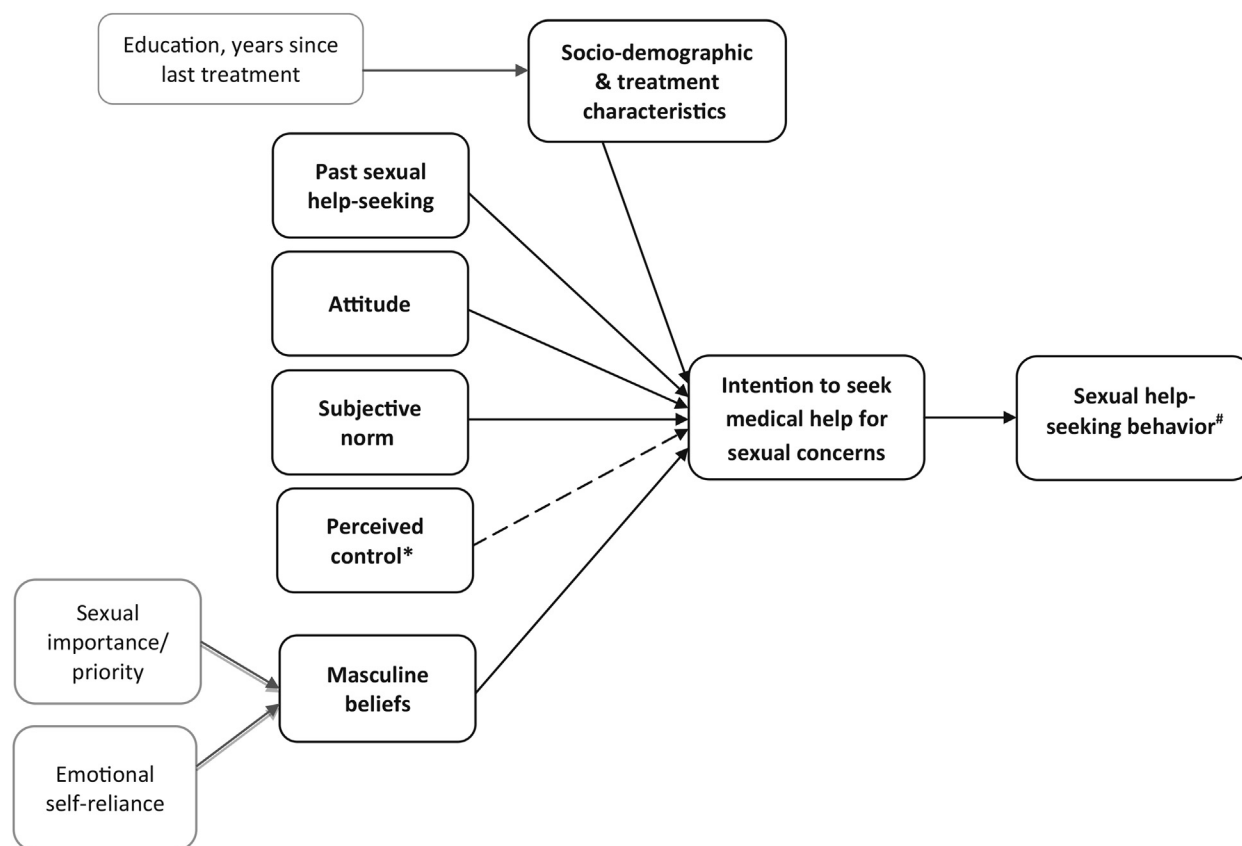 Education, years since
last treatment
Socio-demographic
& treatment
characteristics
Past sexual
help-seeking
Attitude
Subjective
norm
Perceived
control*
Intention to seek
medical help for
sexual concerns
Sexual help-
seeking behavior#
Sexual
importance/
priority
Masculine
beliefs
Emotional
self-reliance